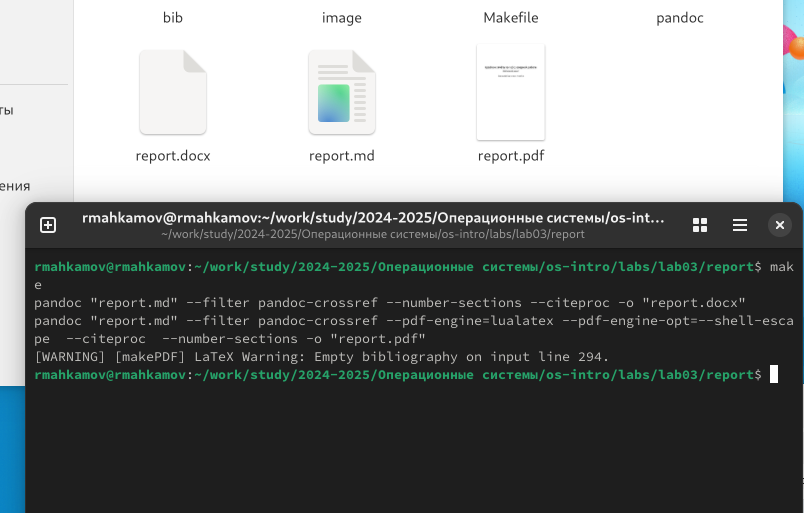 bib
image
Makefile
pandoc
ты
report.docx
report.md
report.pdf
ения
rmahkamov@rmahkamov:~/work/study/2024-2025/Операционные системы/os-int...
~/work/study/2024-2025/Операционные системы/os-intro/labs/lab03/report
rmahkamov@rmahkamov:~/work/study/2024-2025/Операционные системы/os-intro/labs/lab03/report$ mak
e
pandoc "report.md" --filter pandoc-crossref --number-sections --citeproc -o "report.docx"
pandoc "report.md" --filter pandoc-crossref --pdf-engine=lualatex --pdf-engine-opt=--shell-esca
pe  --citeproc  --number-sections -o "report.pdf"
[WARNING] [makePDF] LaTeX Warning: Empty bibliography on input line 294.
rmahkamov@rmahkamov:~/work/study/2024-2025/Операционные системы/os-intro/labs/lab03/report$